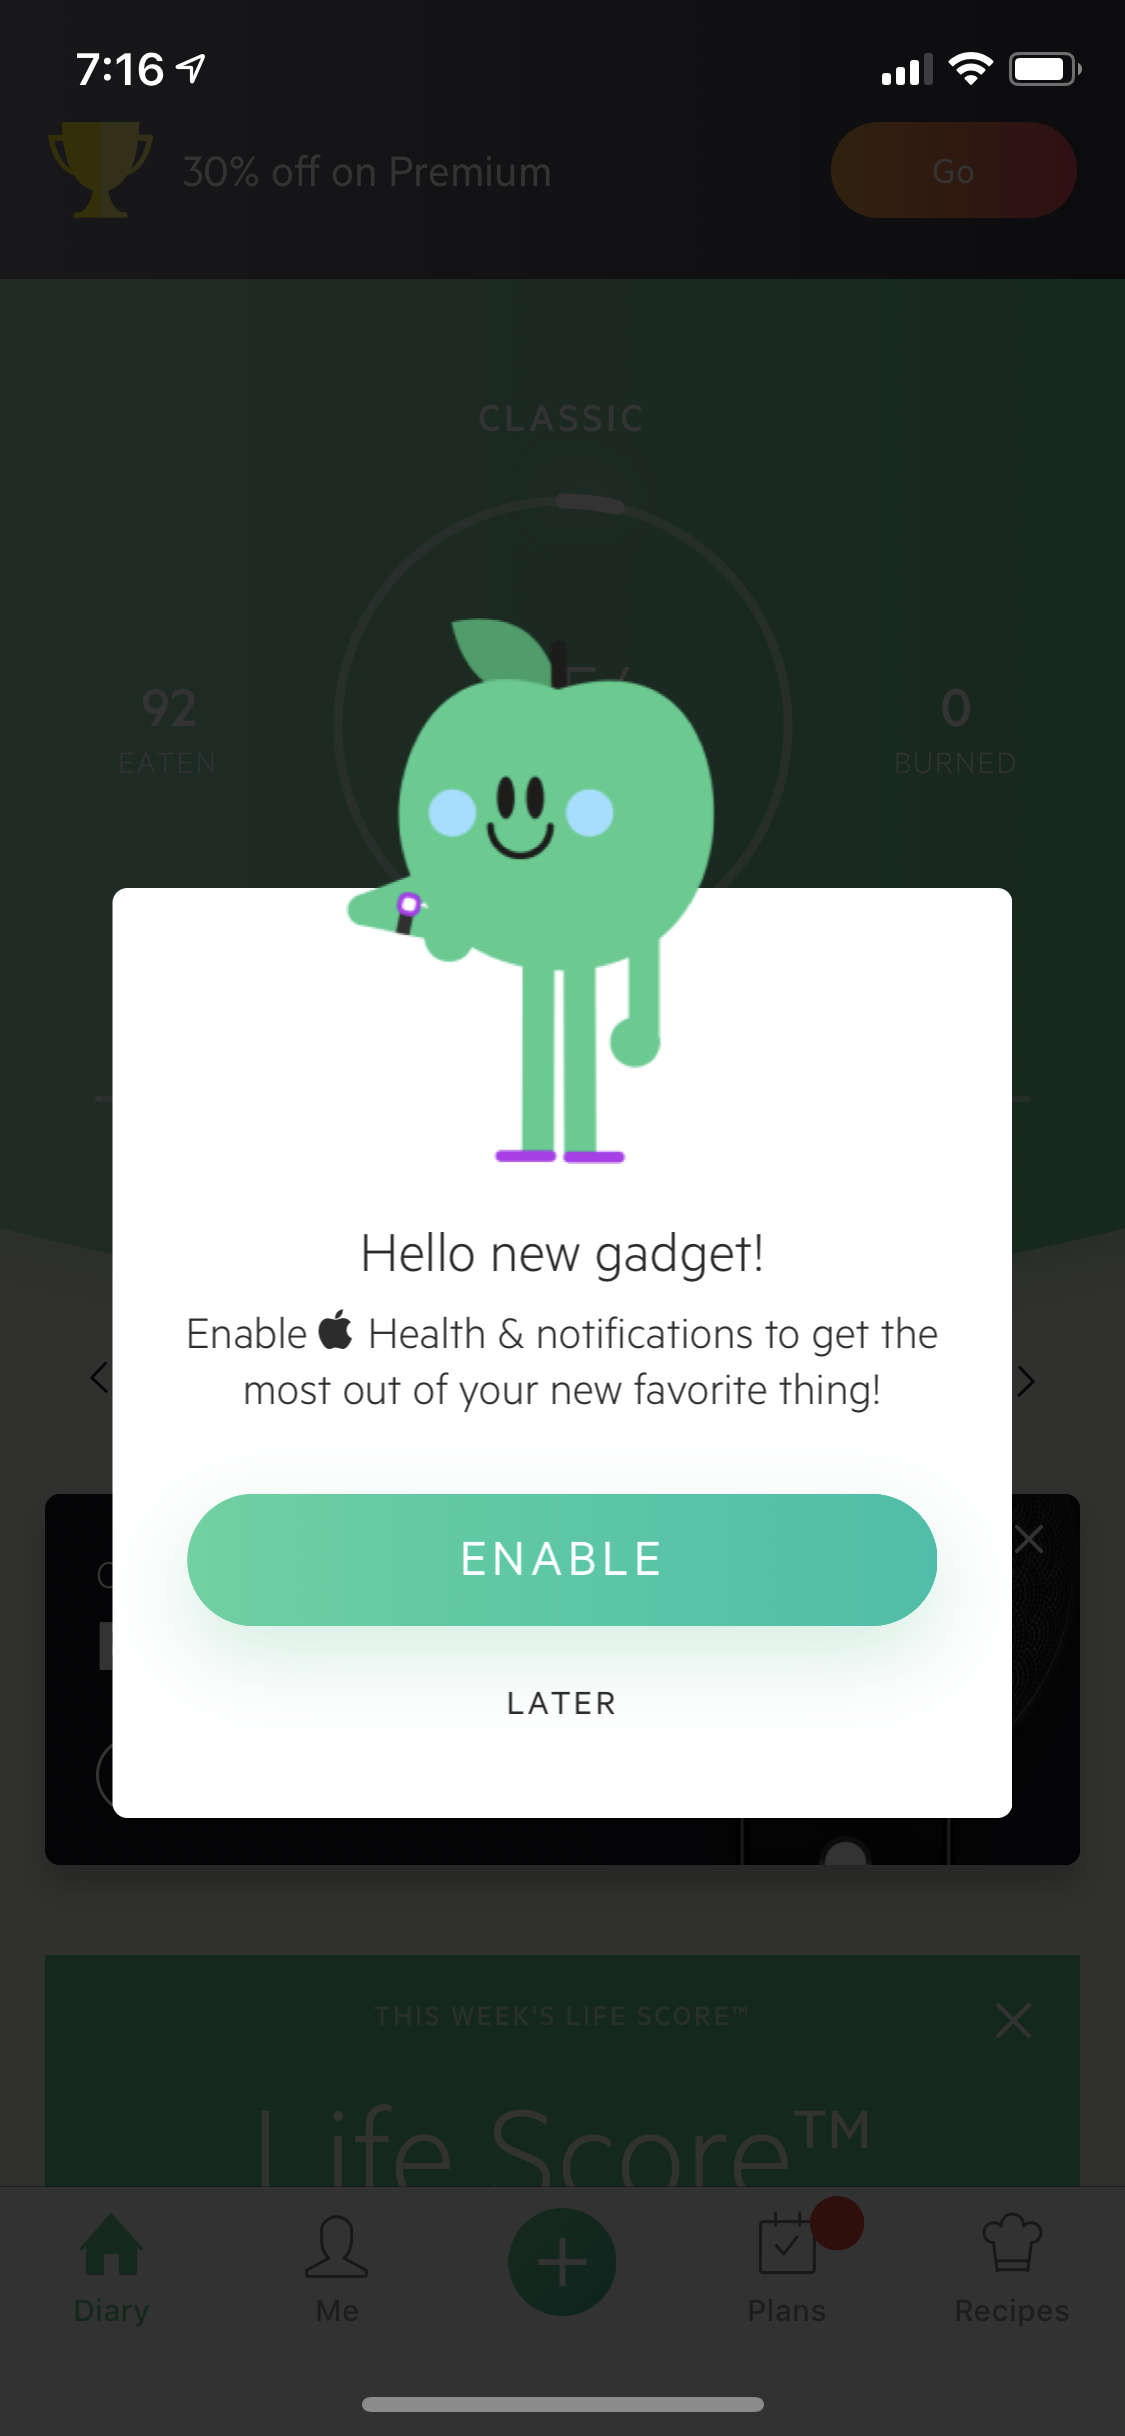 7:16
30% off on Premium
Go
CLASSIC
92
EATEN
0
BURNED
Hello new gadget!
Enable Health & notifications to get the
most out of your new favorite thing!
ENABLE
LATER
THIS WEEK'S LIFE SCORE™
Life Score™
Diary
Me
Plans
Recipes